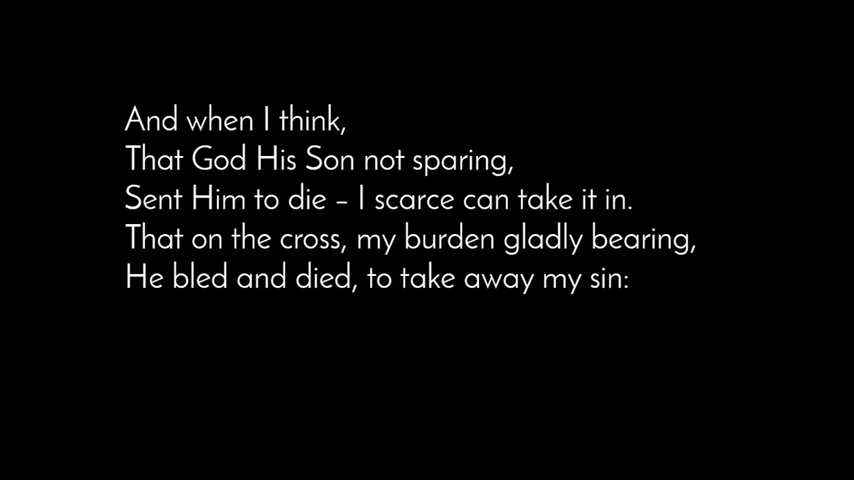 And when I think,
That God His Son not sparing,
Sent Him to die – I scarce can take it in.
That on the cross, my burden gladly bearing,
He bled and died, to take away my sin: